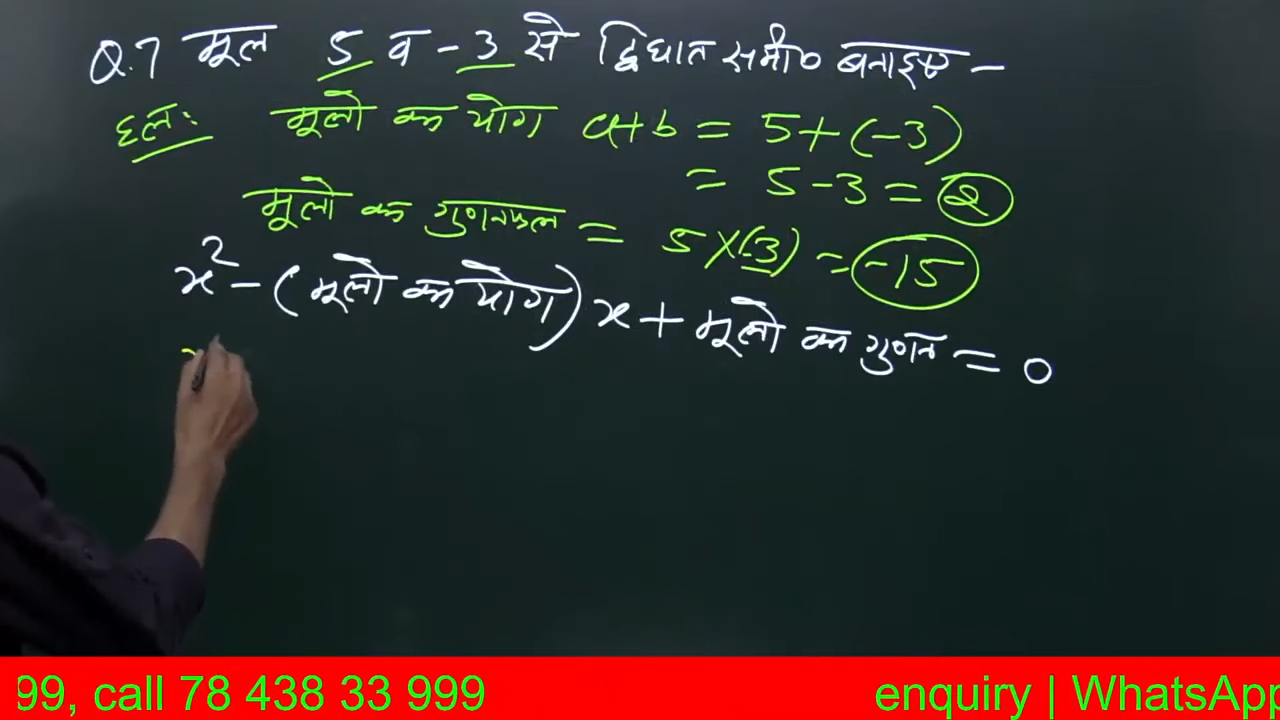 Q.7 मूल 5 व -3 से द्विघात समी० बनाइए -
हल: मूलो का योग a+b = 5+(-3)
= 5-3 = 2
मूलो का गुणनफल = 5×(-3) = -15
x² - (मूलो का योग) x + मूलो का गुणन = 0
99, call 78 438 33 999 enquiry | WhatsApp